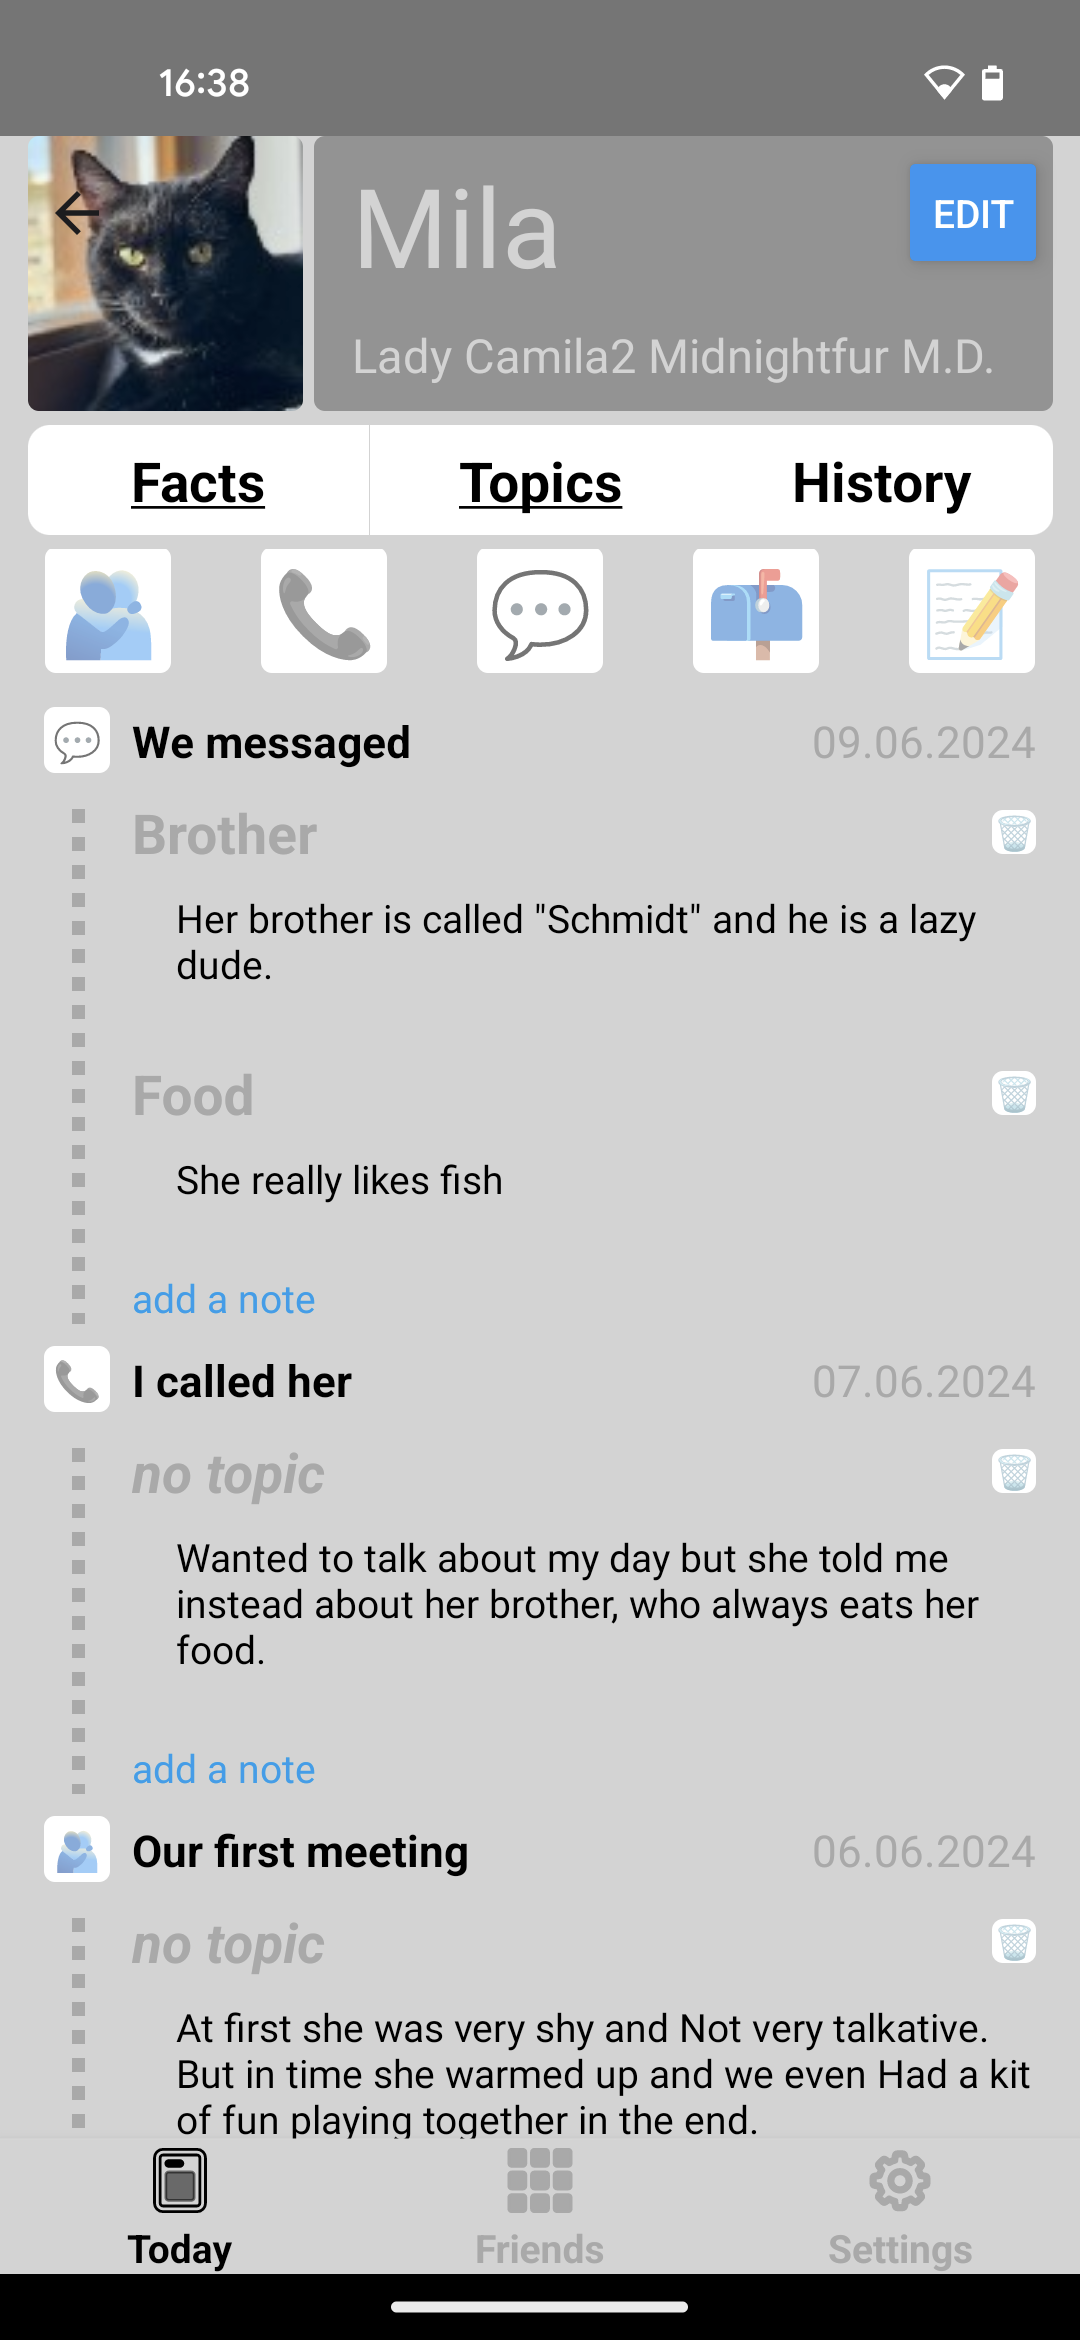 16:38
Mila
EDIT
Lady Camila2 Midnightfur M.D.
Facts
Topics
History
We messaged
09.06.2024
Brother
Her brother is called "Schmidt" and he is a lazy
dude.
Food
She really likes fish
add a note
I called her
07.06.2024
no topic
Wanted to talk about my day but she told me
instead about her brother, who always eats her
food.
add a note
Our first meeting
06.06.2024
no topic
At first she was very shy and Not very talkative.
But in time she warmed up and we even Had a kit
of fun playing together in the end.
Today
Friends
Settings